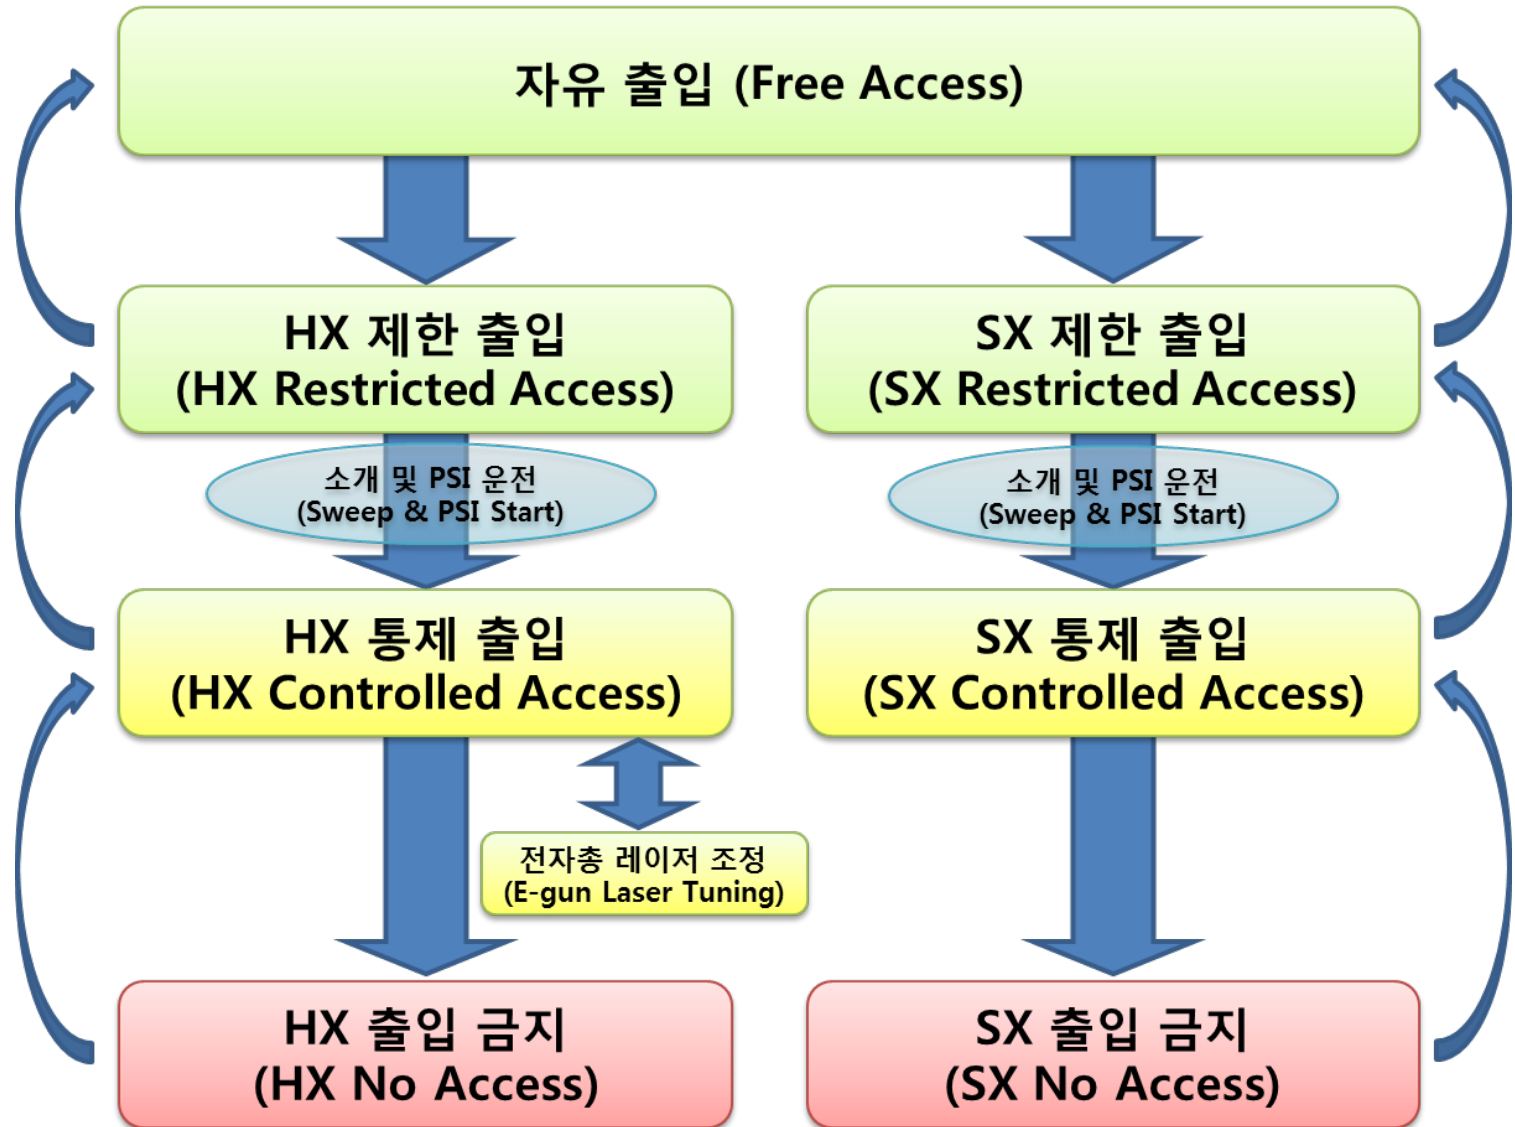 자유 출입 (Free Access)
HX 제한 출입
(HX Restricted Access)
SX 제한 출입
(SX Restricted Access)
소개 및 PSI 운전
(Sweep & PSI Start)
소개 및 PSI 운전
(Sweep & PSI Start)
HX 통제 출입
(HX Controlled Access)
SX 통제 출입
(SX Controlled Access)
전자총 레이저 조정
(E-gun Laser Tuning)
HX 출입 금지
(HX No Access)
SX 출입 금지
(SX No Access)